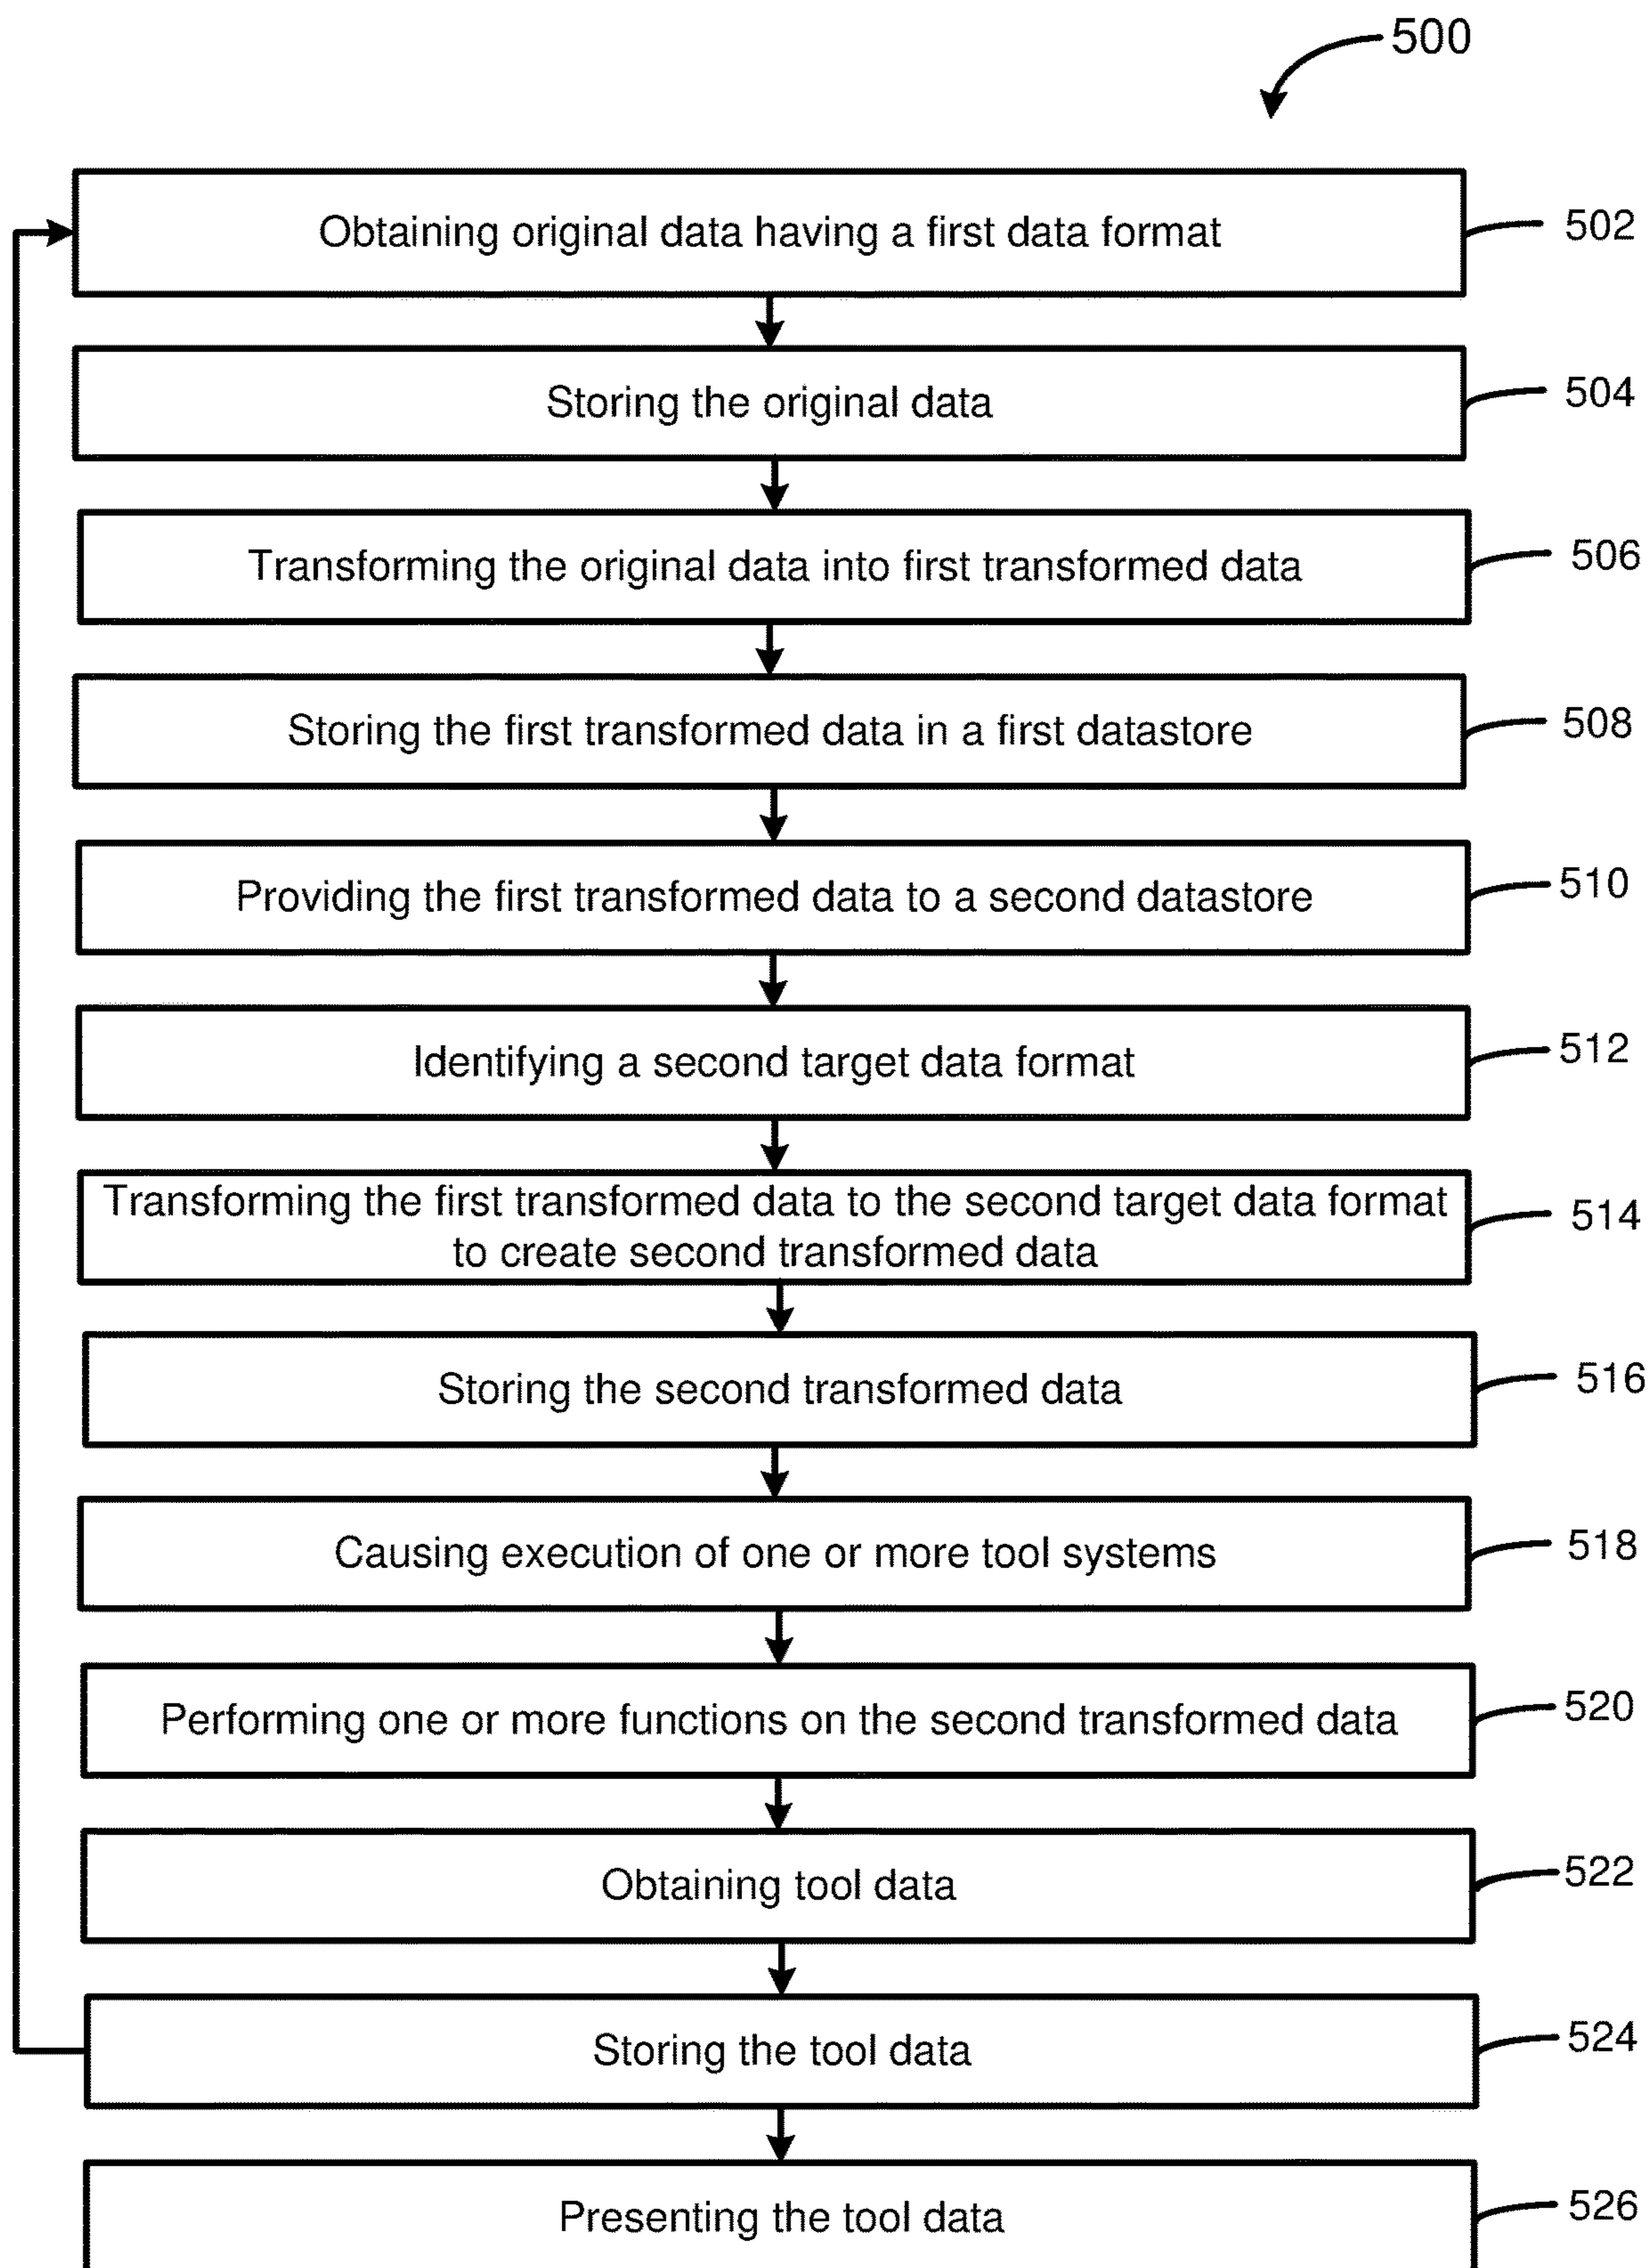 500
Obtaining original data having a first data format
502
Storing the original data
504
Transforming the original data into first transformed data
506
Storing the first transformed data in a first datastore
508
Providing the first transformed data to a second datastore
510
Identifying a second target data format
512
Transforming the first transformed data to the second target data format
to create second transformed data
514
Storing the second transformed data
516
Causing execution of one or more tool systems
518
Performing one or more functions on the second transformed data
520
Obtaining tool data
522
Storing the tool data
524
Presenting the tool data
526